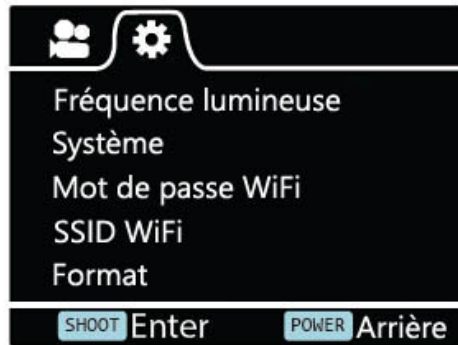 Fréquence lumineuse
Système
Mot de passe WiFi
SSID WiFi
Format
SHOOT Enter POWER Arrière